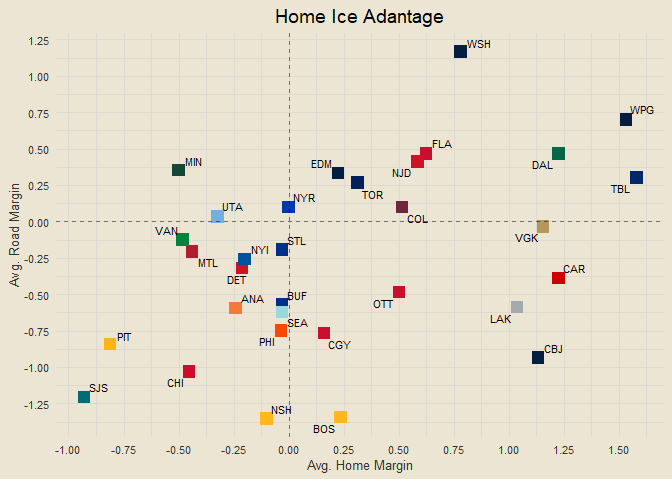 Home Ice Adantage
Avg. Road Margin
1.25
1.00
0.75
0.50
0.25
0.00
-0.25
-0.50
-0.75
-1.00
-1.25
WSH
WPG
FLA
NJD
DAL
MIN
EDM
TOR
TBL
UTA
NYR
COL
VAN
VGK
STL
NYI
MTL
DET
CAR
ANA
BUF
OTT
LAK
SEA
PHI
CGY
PIT
CBJ
CHI
SJS
NSH
BOS
-1.00 -0.75 -0.50 -0.25 0.00 0.25 0.50 0.75 1.00 1.25 1.50
Avg. Home Margin